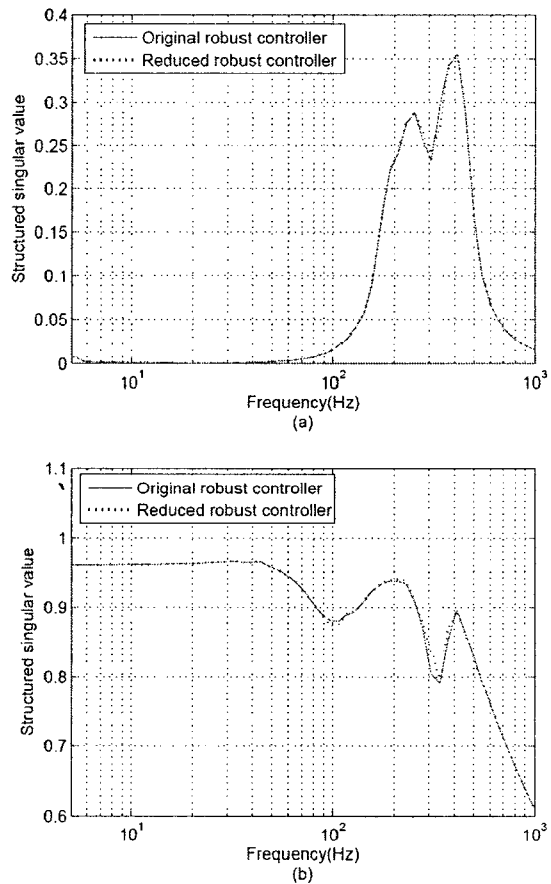 0.4
Original robust controller
Reduced robust controller
0.35
0.3
0.25
0.2
0.15
0.1
0.05
0
Structured singular value
10^1
10^2
10^3
Frequency(Hz)
(a)
1.1
Original robust controller
Reduced robust controller
1
0.9
0.8
0.7
0.6
Structured singular value
10^1
10^2
10^3
Frequency(Hz)
(b)